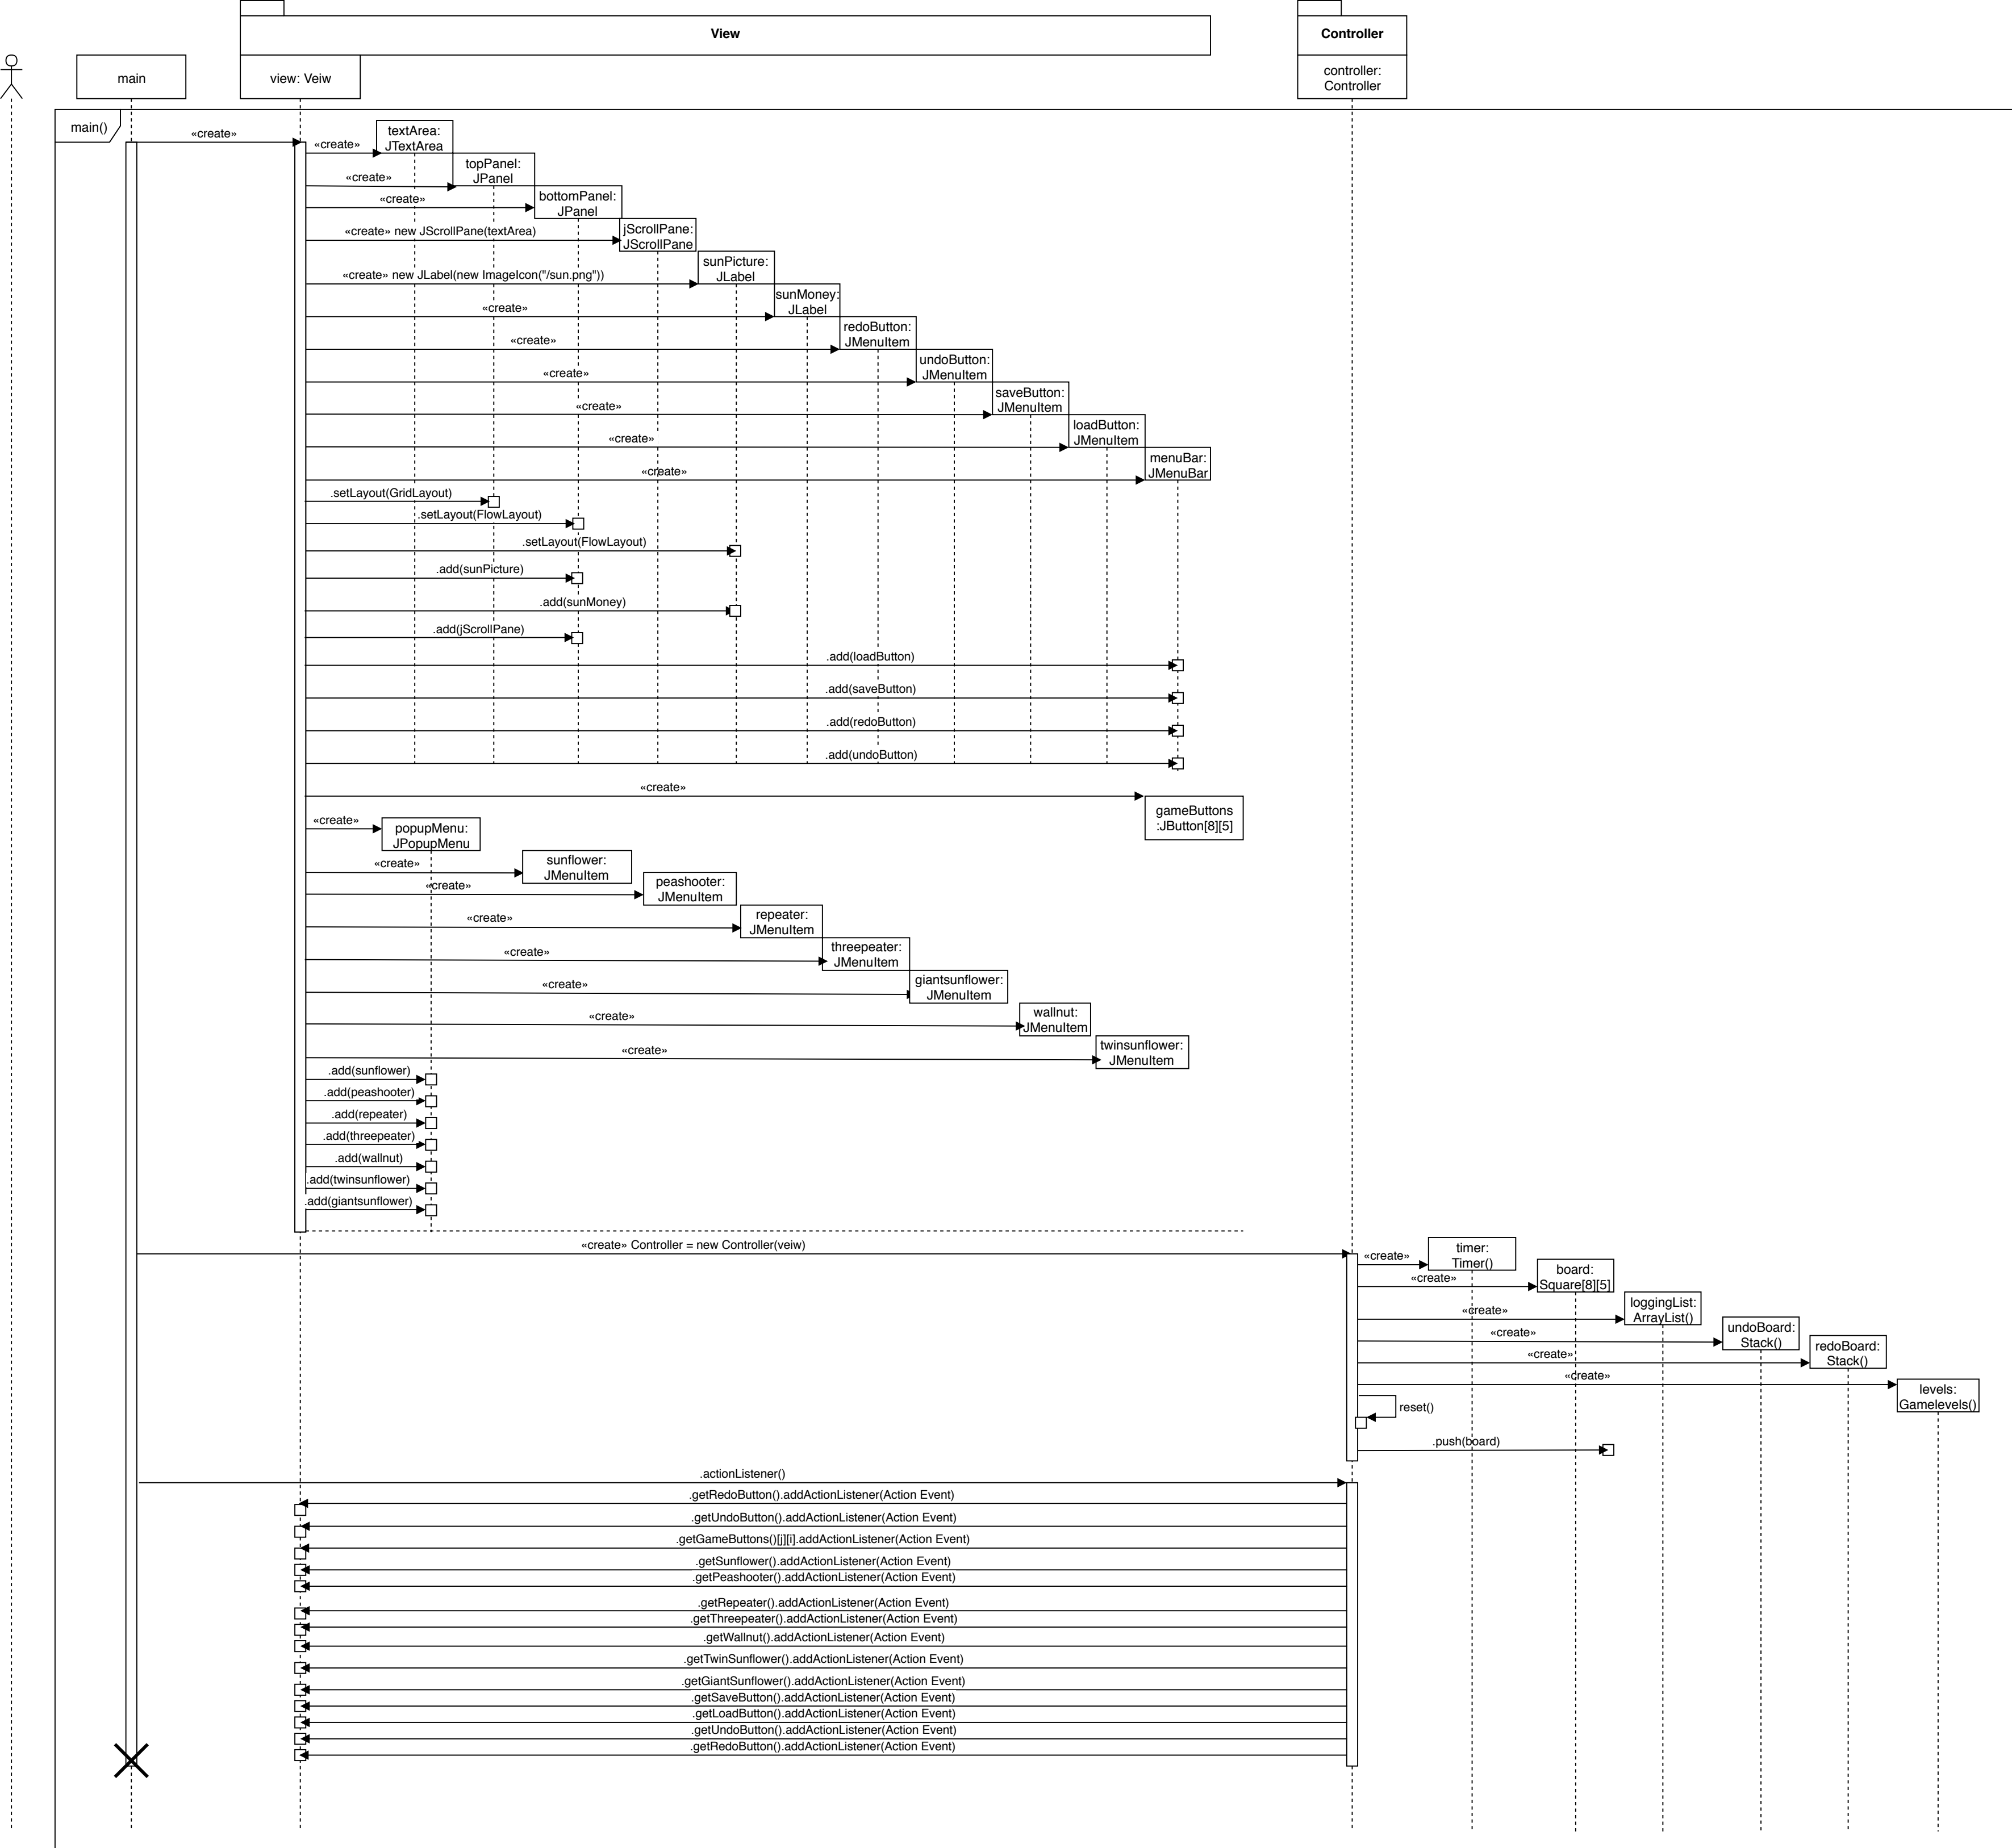 View
Controller
main
view: Veiw
controller:
Controller
main()
«create»
textArea:
JTextArea
«create»
topPanel:
JPanel
«create»
bottomPanel:
JPanel
«create»
jScrollPane:
JScrollPane
«create» new JScrollPane(textArea)
sunPicture:
JLabel
«create» new JLabel(new ImageIcon("/sun.png"))
sunMoney:
JLabel
«create»
redoButton:
JMenuItem
«create»
undoButton:
JMenuItem
«create»
saveButton:
JMenuItem
«create»
loadButton:
JMenuItem
«create»
menuBar:
JMenuBar
«create»
.setLayout(GridLayout)
.setLayout(FlowLayout)
.setLayout(FlowLayout)
.add(sunPicture)
.add(sunMoney)
.add(jScrollPane)
.add(loadButton)
.add(saveButton)
.add(redoButton)
.add(undoButton)
«create»
gameButtons
:JButton[8][5]
«create»
popupMenu:
JPopupMenu
«create»
sunflower:
JMenuItem
«create»
peashooter:
JMenuItem
«create»
repeater:
JMenuItem
«create»
threepeater:
JMenuItem
«create»
giantsunflower:
JMenuItem
«create»
wallnut:
JMenuItem
«create»
twinsunflower:
JMenuItem
.add(sunflower)
.add(peashooter)
.add(repeater)
.add(threepeater)
.add(wallnut)
.add(twinsunflower)
.add(giantsunflower)
«create» Controller = new Controller(veiw)
«create»
timer:
Timer()
«create»
board:
Square[8][5]
«create»
loggingList:
ArrayList()
«create»
undoBoard:
Stack()
«create»
redoBoard:
Stack()
«create»
levels:
Gamelevels()
reset()
.push(board)
.actionListener()
.getRedoButton().addActionListener(Action Event)
.getUndoButton().addActionListener(Action Event)
.getGameButtons()[j][i].addActionListener(Action Event)
.getSunflower().addActionListener(Action Event)
.getPeashooter().addActionListener(Action Event)
.getRepeater().addActionListener(Action Event)
.getThreepeater().addActionListener(Action Event)
.getWallnut().addActionListener(Action Event)
.getTwinSunflower().addActionListener(Action Event)
.getGiantSunflower().addActionListener(Action Event)
.getSaveButton().addActionListener(Action Event)
.getLoadButton().addActionListener(Action Event)
.getUndoButton().addActionListener(Action Event)
.getRedoButton().addActionListener(Action Event)